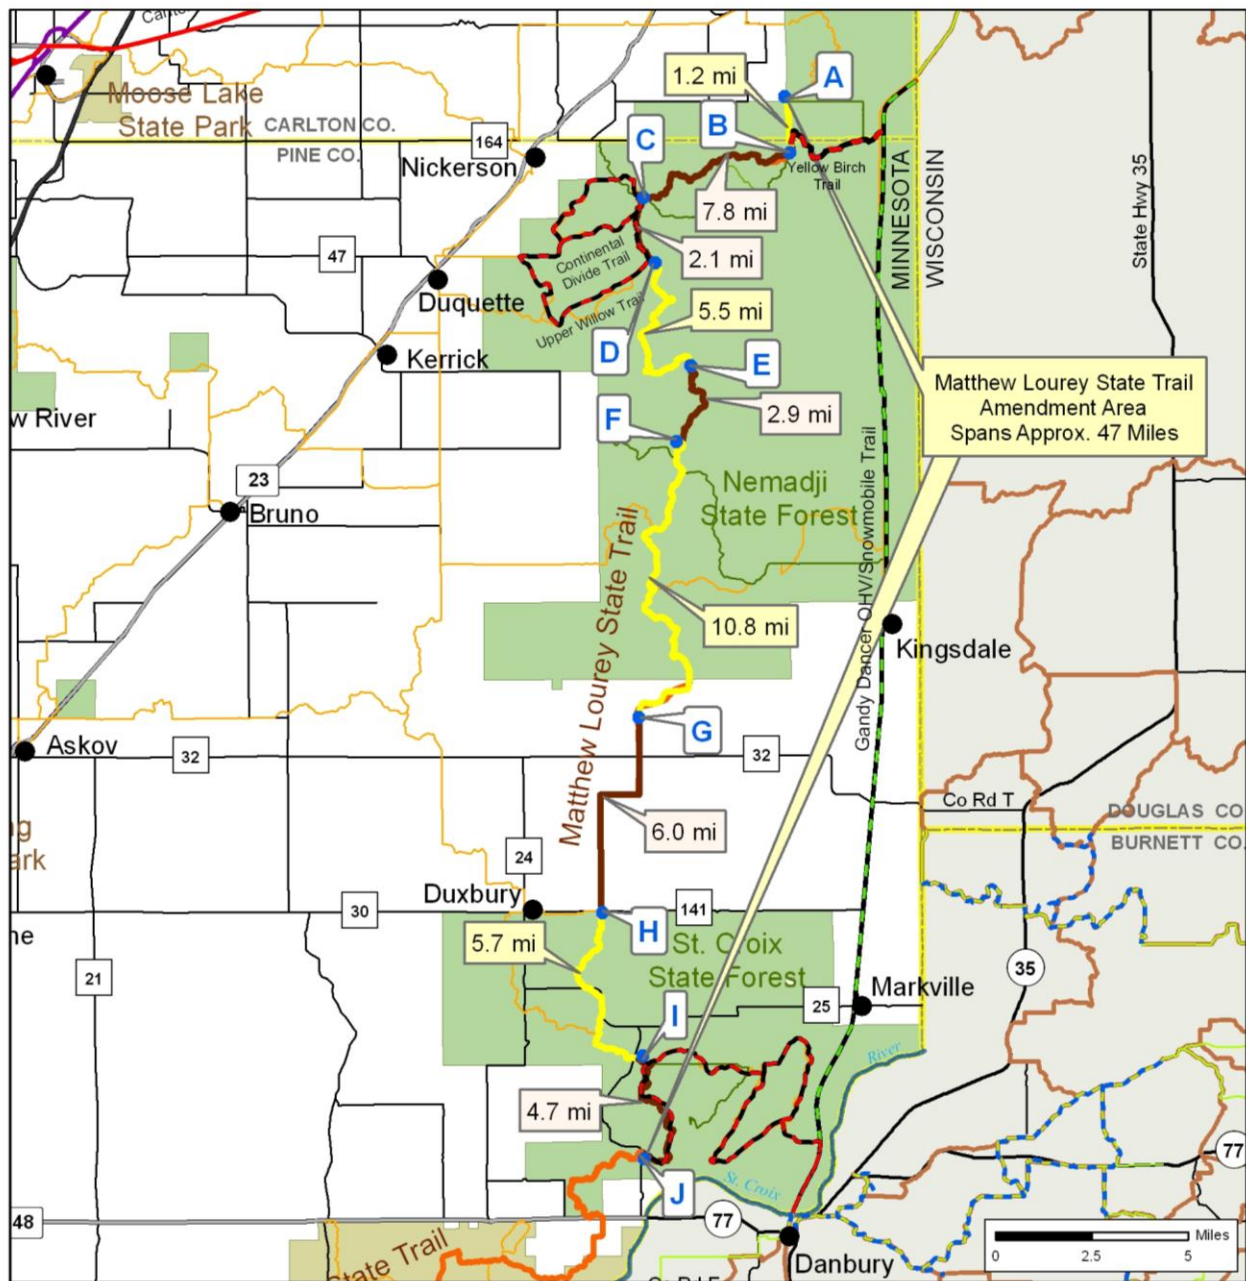 Moose Lake
State Park
CARLTON CO.
PINE CO.
164
Nickerson
1.2 mi
A
B
C
Yellow Birch
Trail
7.8 mi
2.1 mi
MINNESOTA
WISCONSIN
State Hwy 35
47
Duquette
Continental
Divide Trail
Upper Willow Trail
5.5 mi
D
E
Kerrick
2.9 mi
F
Matthew Lourey State Trail
Amendment Area
Spans Approx. 47 Miles
w River
23
Bruno
Nemadji
State Forest
Gandy Dancer OHV/Snowmobile Trail
Matthew Lourey State Trail
10.8 mi
Kingsdale
G
Askov
32
32
Co Rd T
DOUGLAS CO
BURNETT CO.
ng
ark
6.0 mi
24
Duxbury
30
141
H
ne
5.7 mi
St. Croix
State Forest
21
35
25
Markville
I
River
4.7 mi
J
St. Croix
77
77
48
State Trail
Danbury
Co Rd F
Miles
0
2.5
5